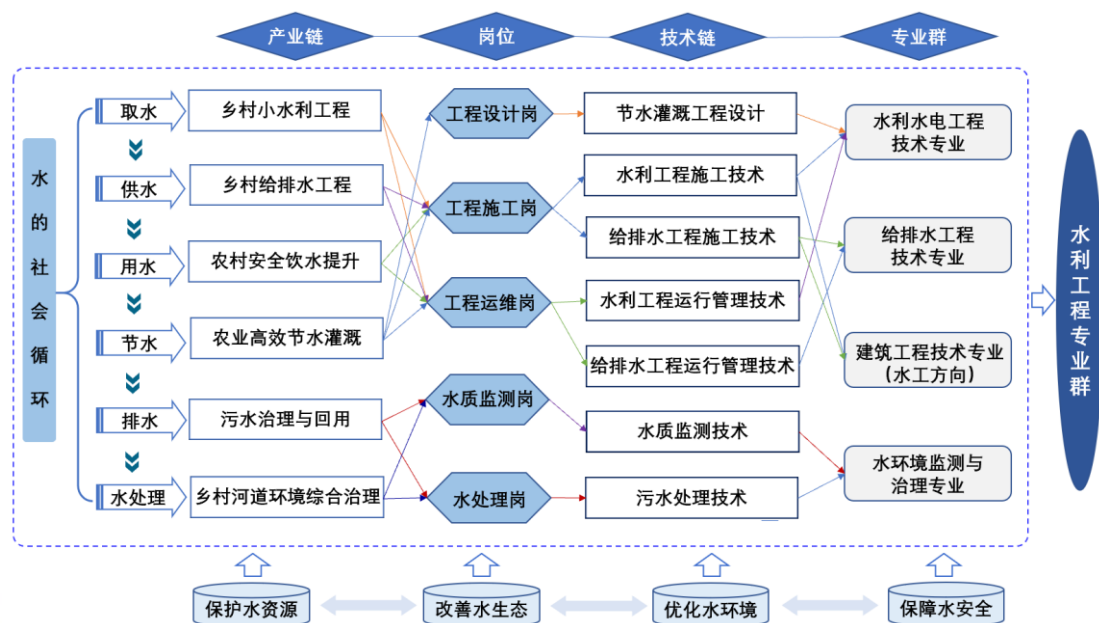 产业链
岗位
技术链
专业群
水的社会循环
取水
供水
用水
节水
排水
水处理
乡村小水利工程
乡村给排水工程
农村安全饮水提升
农业高效节水灌溉
污水治理与回用
乡村河道环境综合治理
工程设计岗
工程施工岗
工程运维岗
水质监测岗
水处理岗
节水灌溉工程设计
水利工程施工技术
给排水工程施工技术
水利工程运行管理技术
给排水工程运行管理技术
水质监测技术
污水处理技术
水利水电工程
技术专业
给排水工程
技术专业
建筑工程技术专业
(水工方向)
水环境监测与
治理专业
水利工程专业群
保护水资源
改善水生态
优化水环境
保障水安全